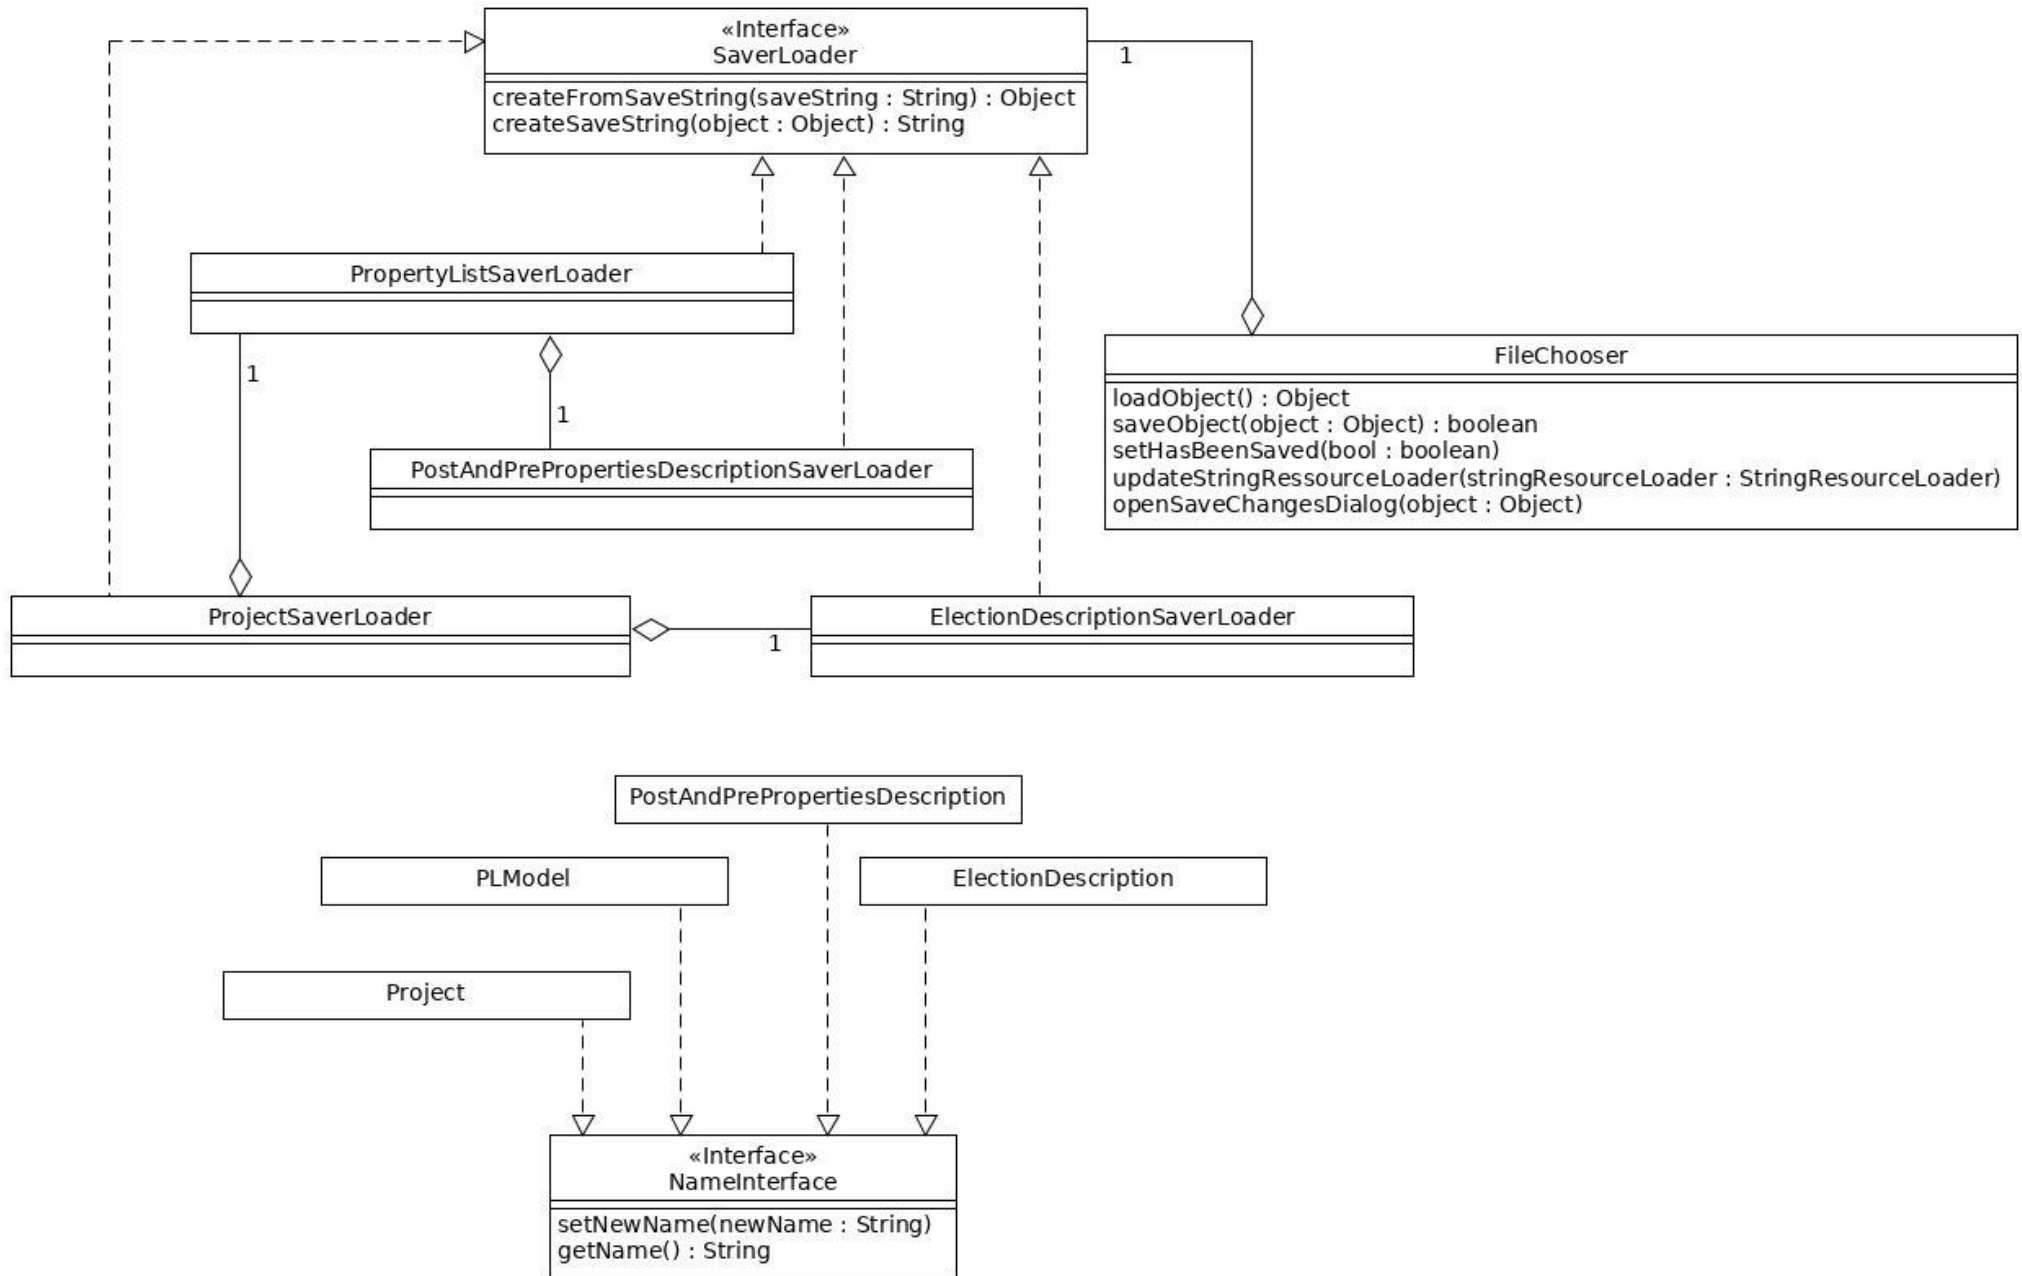 «Interface»
SaverLoader
1
createFromSaveString(saveString : String) : Object
createSaveString(object : Object) : String
PropertyListSaverLoader
1
1
FileChooser
loadObject() : Object
saveObject(object : Object) : boolean
setHasBeenSaved(bool : boolean)
updateStringRessourceLoader(stringResourceLoader : StringResourceLoader)
openSaveChangesDialog(object : Object)
PostAndPrePropertiesDescriptionSaverLoader
ProjectSaverLoader
1
ElectionDescriptionSaverLoader
PostAndPrePropertiesDescription
PLModel
ElectionDescription
Project
«Interface»
NameInterface
setNewName(newName : String)
getName() : String